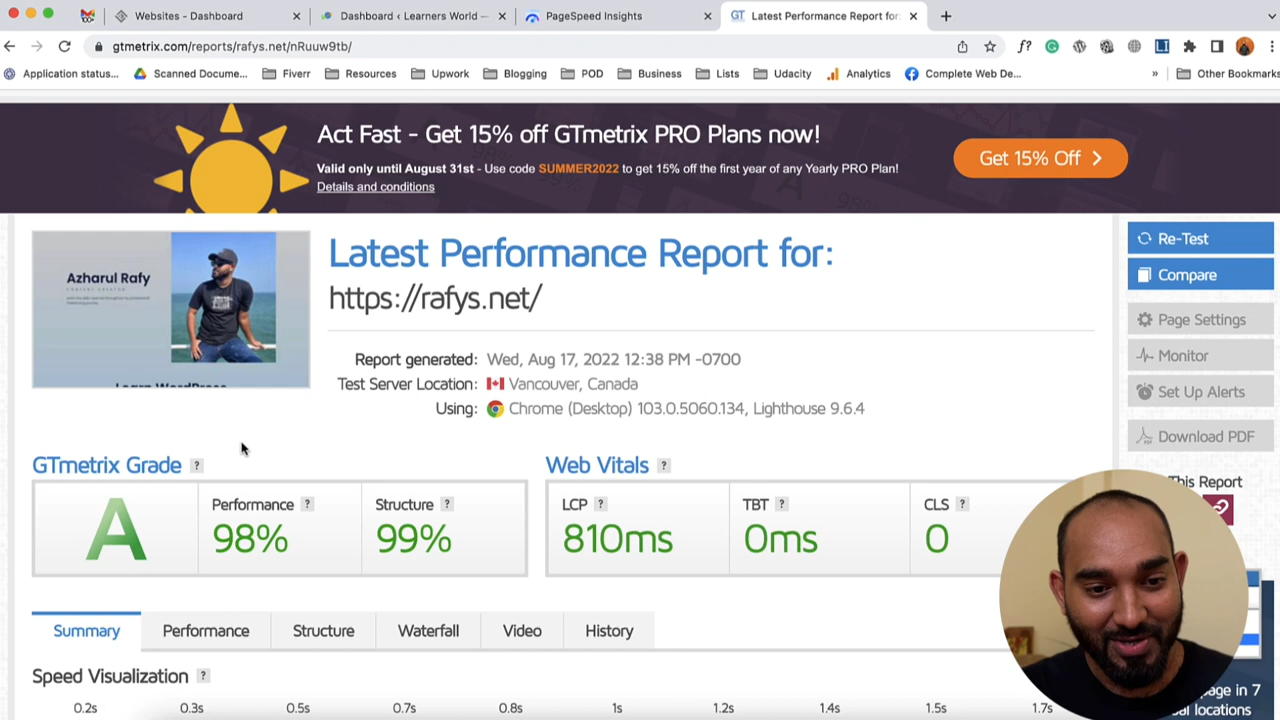 Websites - Dashboard
Dashboard ‹ Learners World —
PageSpeed Insights
GT Latest Performance Report for:
gtmetrix.com/reports/rafys.net/nRuuw9tb/
f?
Application status...
Scanned Docume...
Fiverr
Resources
Upwork
Blogging
POD
Business
Lists
Udacity
Analytics
Complete Web De...
»
Other Bookmarks
Act Fast - Get 15% off GTmetrix PRO Plans now!
Valid only until August 31st - Use code SUMMER2022 to get 15% off the first year of any Yearly PRO Plan!
Details and conditions
Get 15% Off
Azharul Rafy
CONTENT CREATOR
Learn WordPress
Latest Performance Report for:
https://rafys.net/
Report generated: Wed, Aug 17, 2022 12:38 PM -0700
Test Server Location: Vancouver, Canada
Using: Chrome (Desktop) 103.0.5060.134, Lighthouse 9.6.4
Re-Test
Compare
Page Settings
Monitor
Set Up Alerts
Download PDF
This Report
GTmetrix Grade ?
A
Performance ?
98%
Structure ?
99%
Web Vitals ?
LCP ?
810ms
TBT ?
0ms
CLS ?
0
Summary
Performance
Structure
Waterfall
Video
History
page in 7
locations
Speed Visualization ?
0.2s
0.3s
0.5s
0.7s
0.8s
1s
1.2s
1.4s
1.5s
1.7s